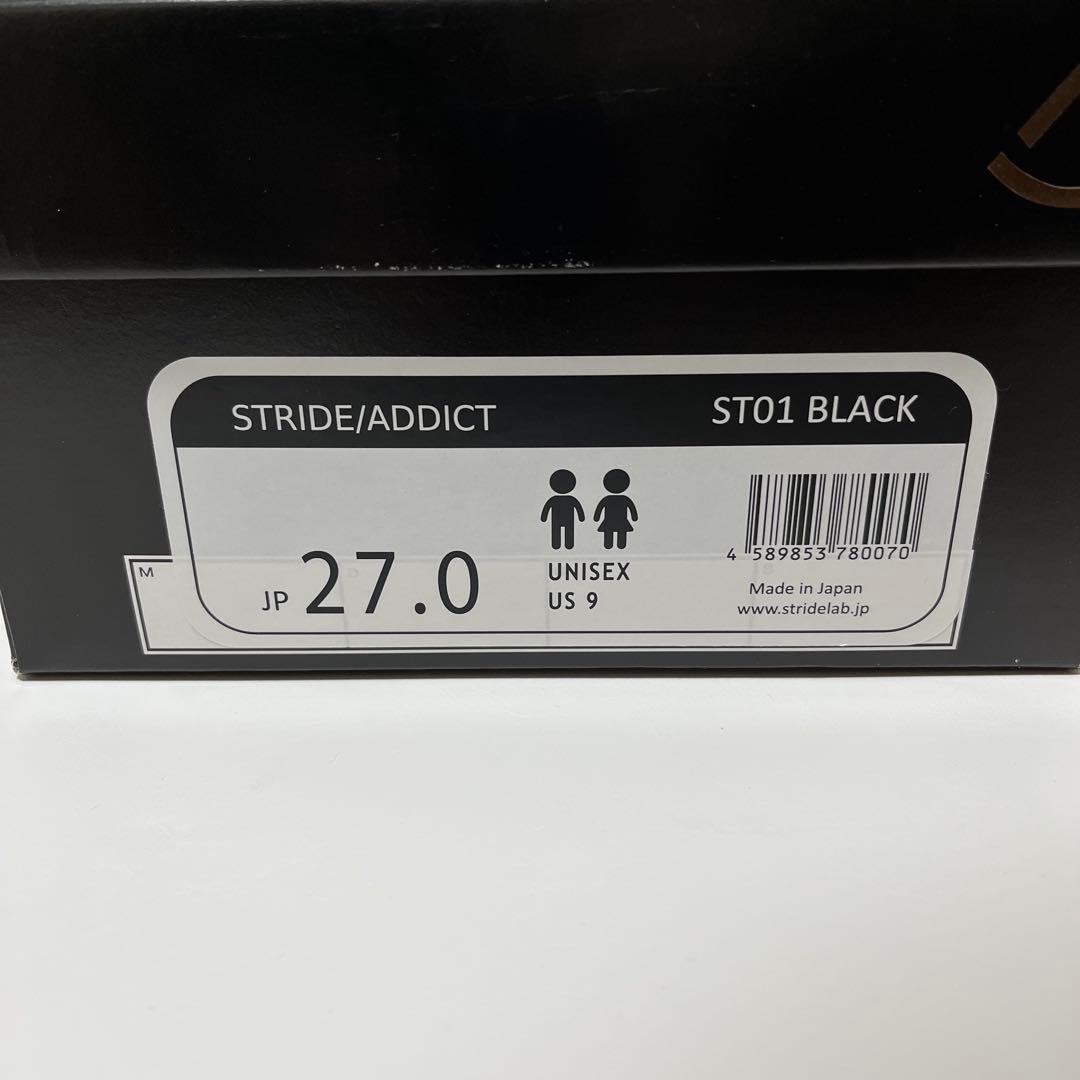 STRIDE/ADDICT ST01 BLACK
JP 27.0
UNISEX
US 9
4 589853 780070
Made in Japan
www.stridelab.jp
M
D
S